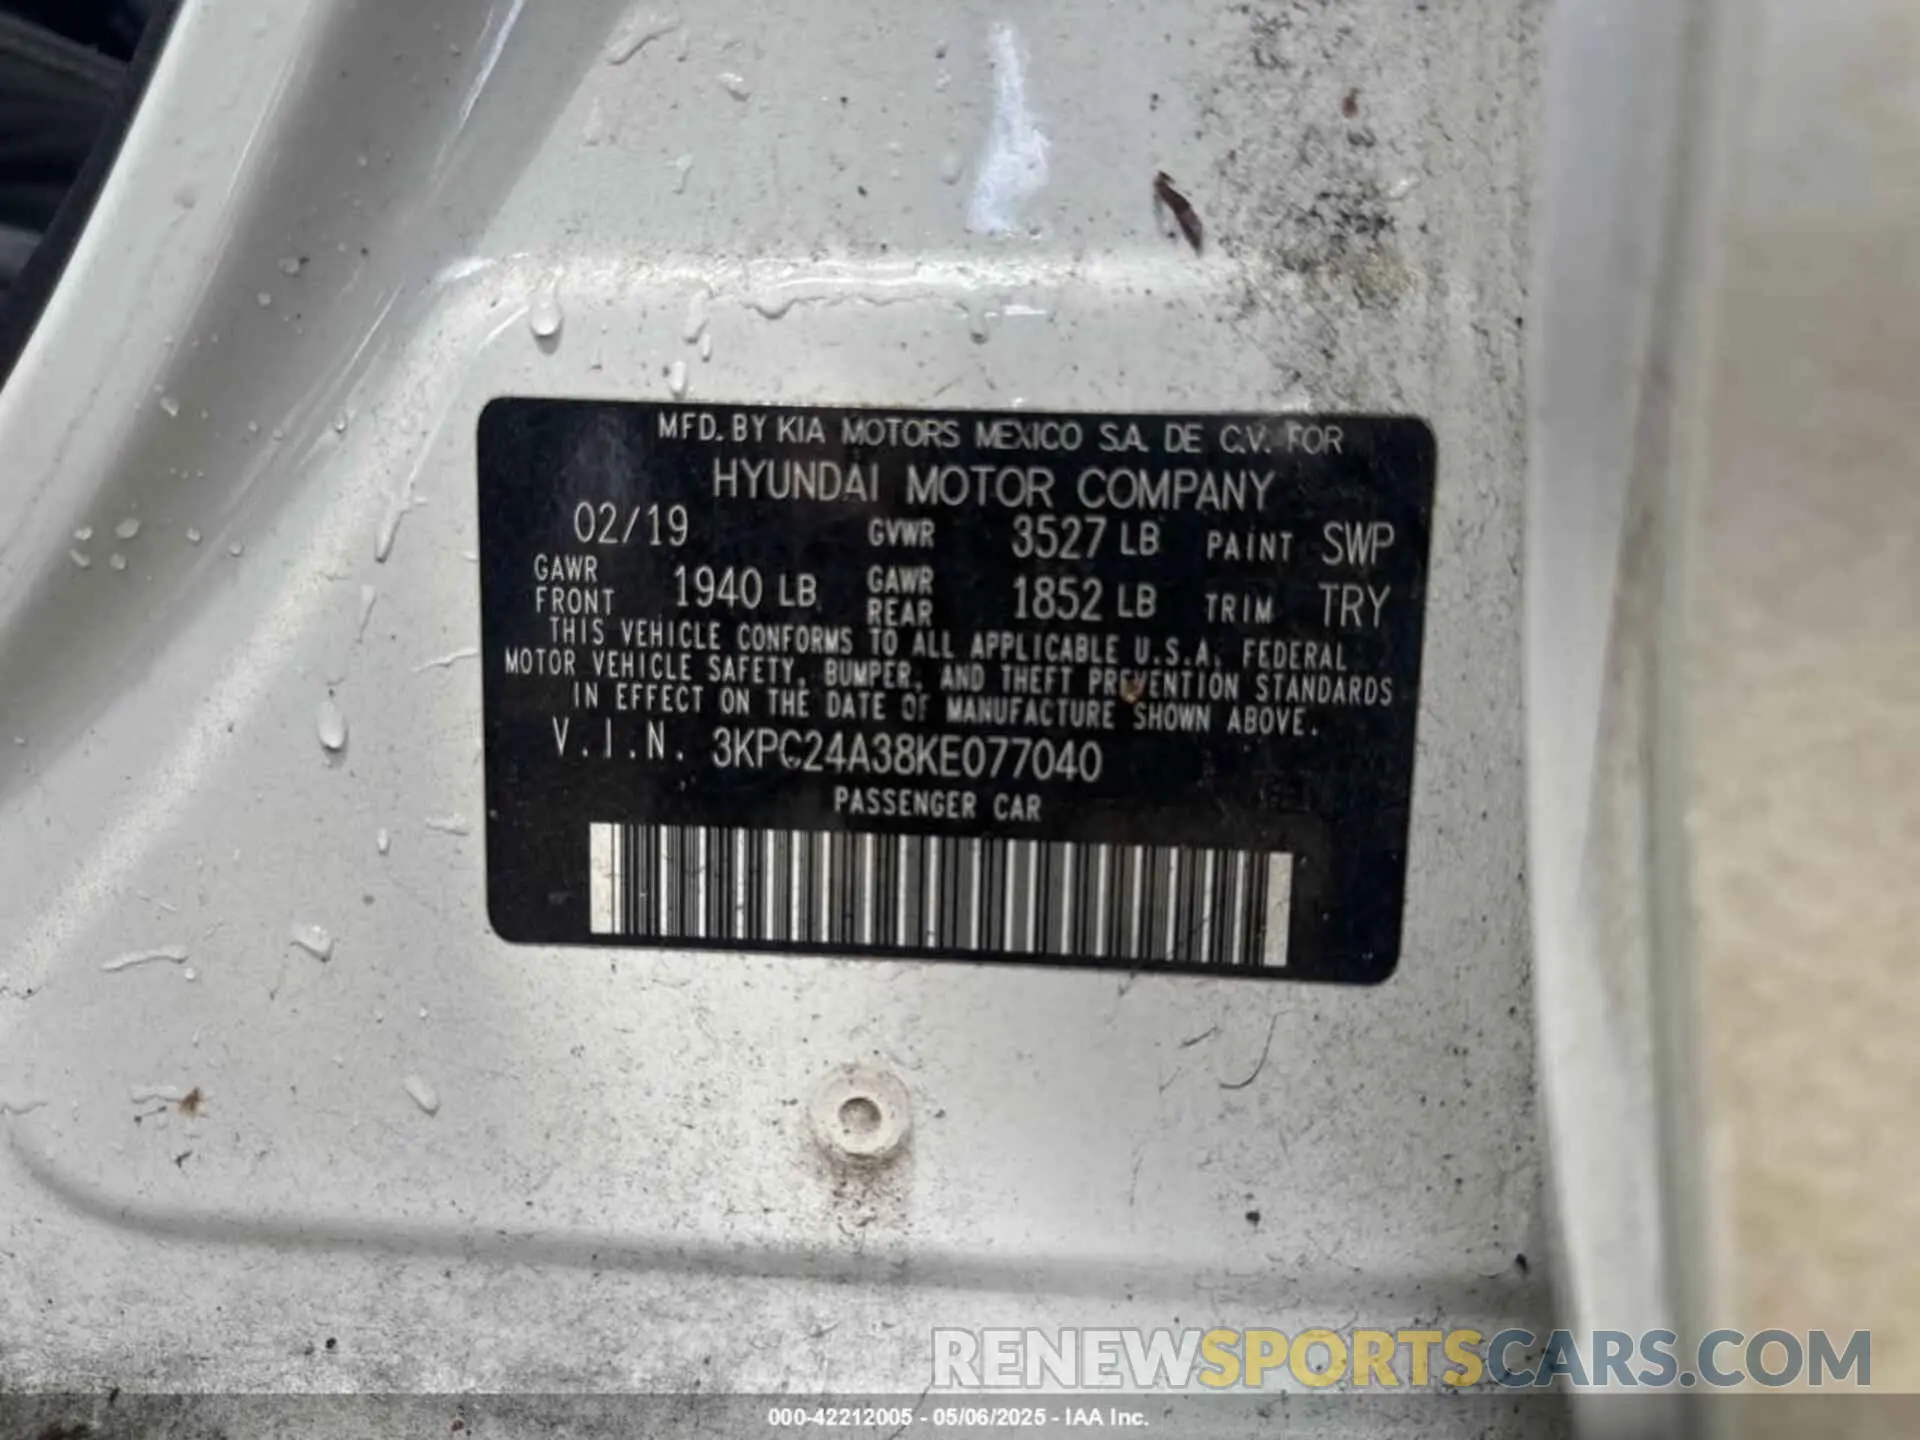 MFD. BY KIA MOTORS MEXICO S.A. DE C.V. FOR
HYUNDAI MOTOR COMPANY
02/19 GVWR 3527 LB PAINT SWP
GAWR FRONT 1940 LB GAWR REAR 1852 LB TRIM TRY
THIS VEHICLE CONFORMS TO ALL APPLICABLE U.S.A. FEDERAL
MOTOR VEHICLE SAFETY, BUMPER, AND THEFT PREVENTION STANDARDS
IN EFFECT ON THE DATE OF MANUFACTURE SHOWN ABOVE.
V.I.N. 3KPC24A38KE077040
PASSENGER CAR
RENEWSPORTSCARS.COM
000-42212005 - 05/06/2025 - IAA Inc.